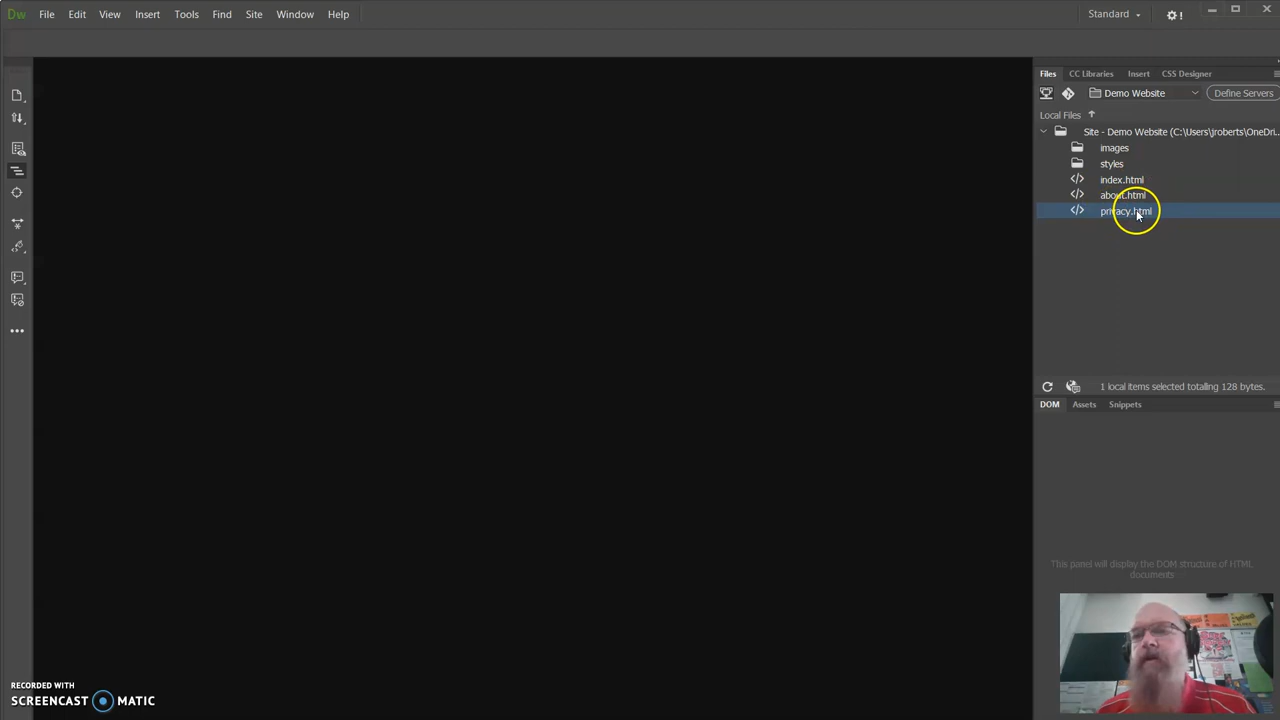 Dw File Edit View Insert Tools Find Site Window Help Standard !
Files CC Libraries Insert CSS Designer
Demo Website Define Servers
Local Files
Site - Demo Website (C:\Users\jroberts\OneDri...
images
styles
index.html
about.html
privacy.html
1 local items selected totalling 128 bytes.
DOM Assets Snippets
This panel will display the DOM structure of HTML
documents
RECORDED WITH
SCREENCAST MATIC